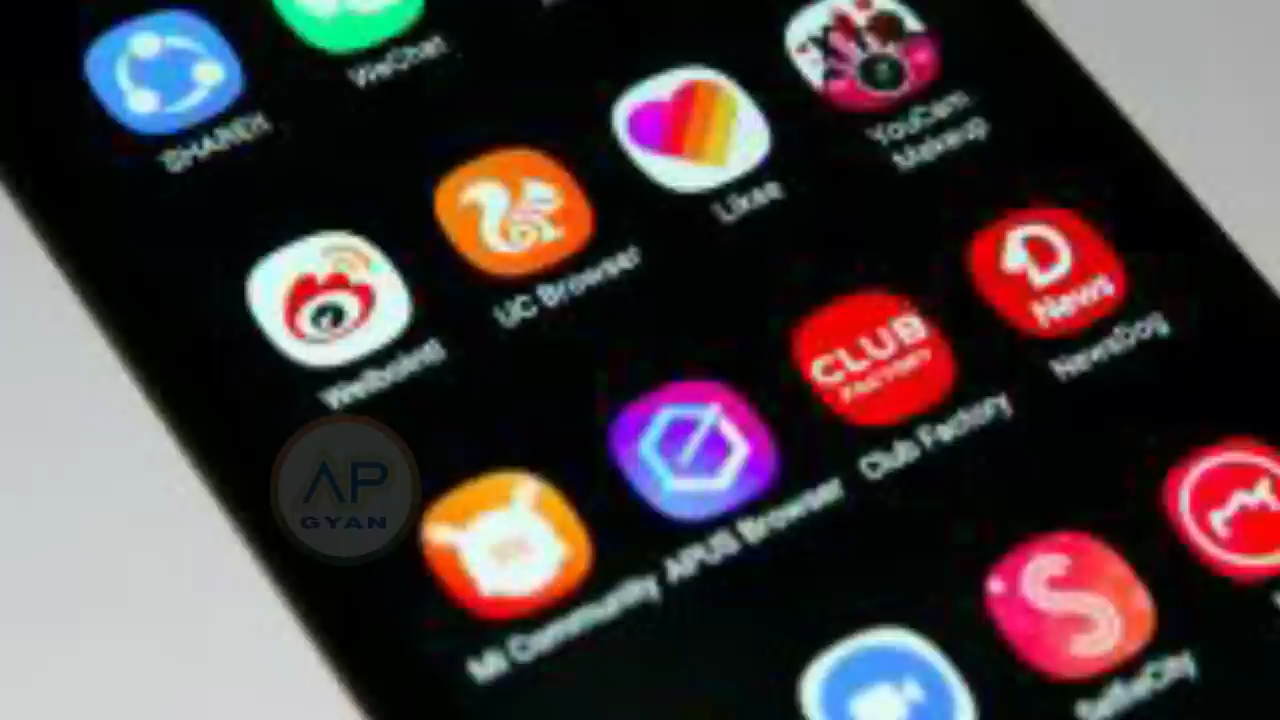 SHAREit
WeChat
YouCam
Makeup
Likee
UC Browser
News
NewsDog
CLUB
FACTORY
Club Factory
APUS Browser
Mi Community
AP
GYAN
SelfieCity